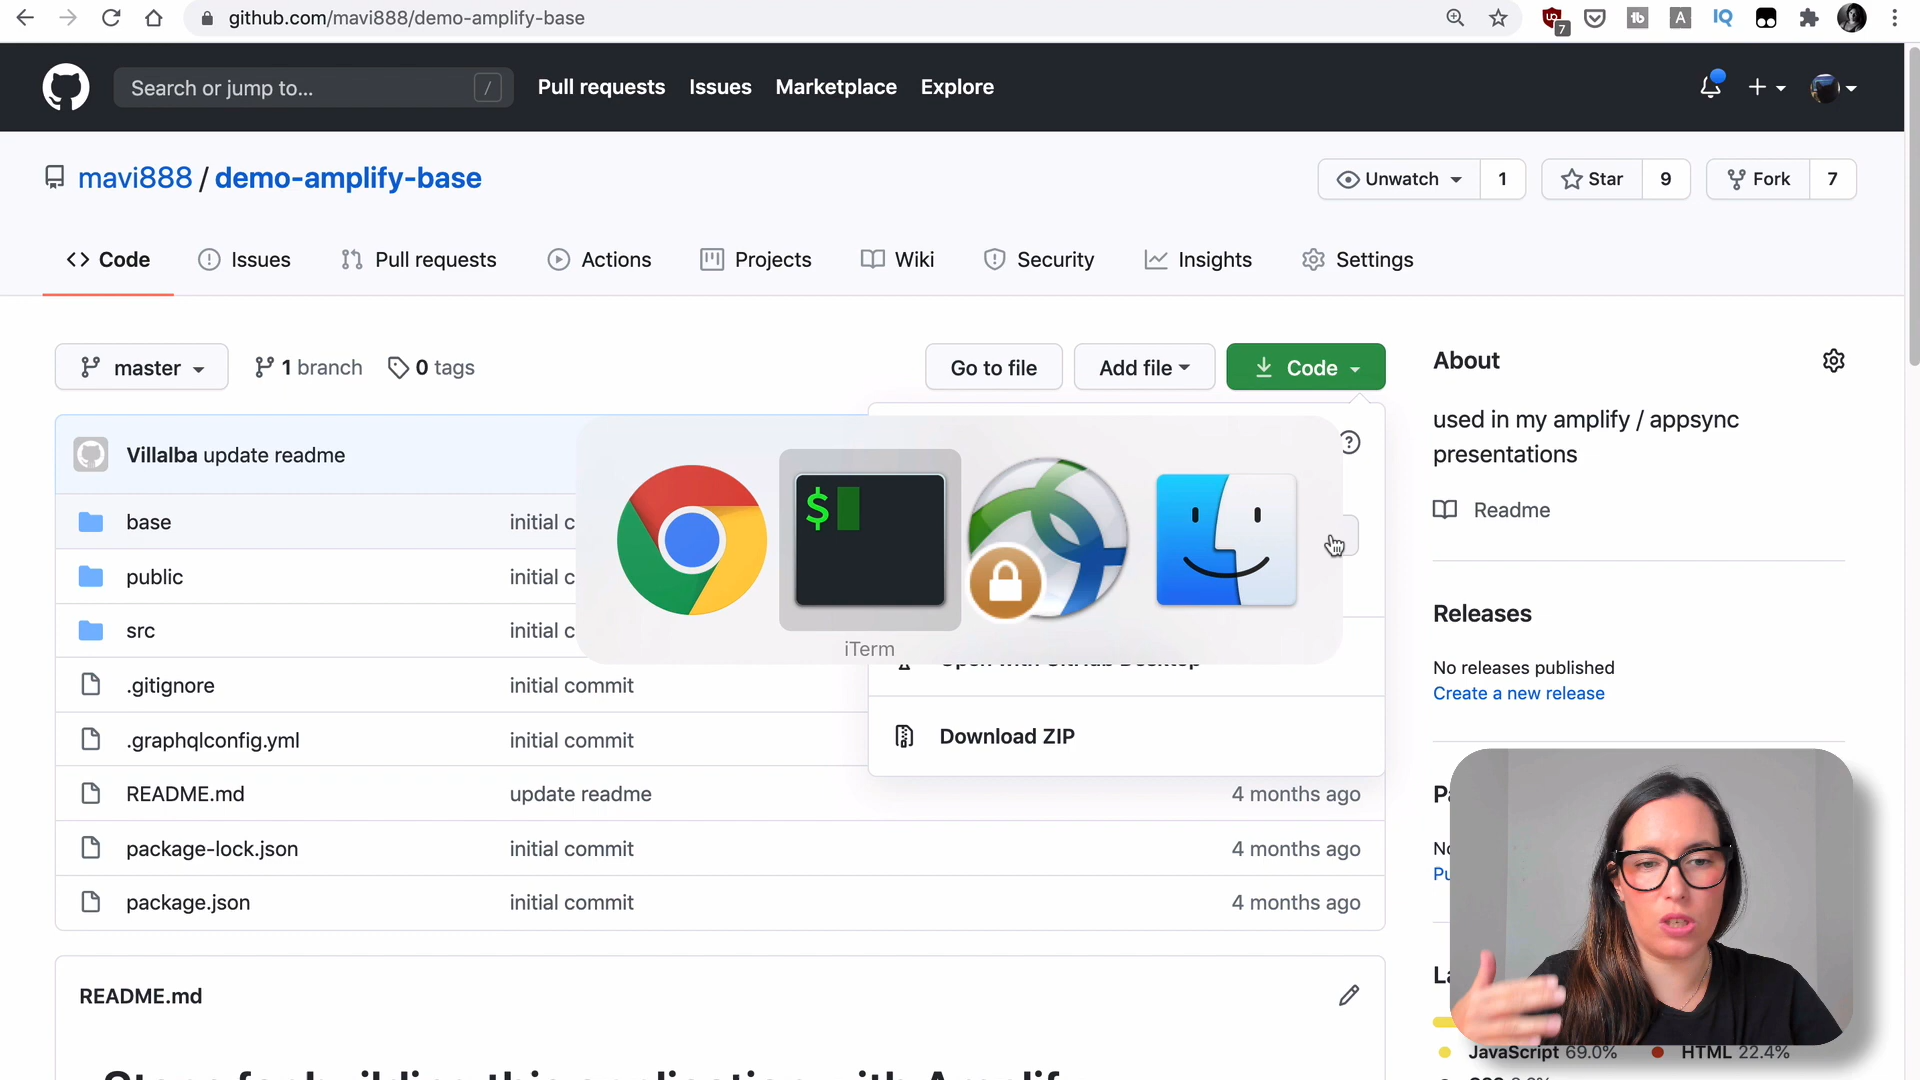 github.com/mavi888/demo-amplify-base
7
Search or jump to... /
Pull requests
Issues
Marketplace
Explore
mavi888 / demo-amplify-base
Unwatch 1
Star 9
Fork 7
Code
Issues
Pull requests
Actions
Projects
Wiki
Security
Insights
Settings
master
1 branch
0 tags
Go to file
Add file
Code
About
used in my amplify / appsync
presentations
Readme
Villalba update readme
base initial c
public initial c
src initial c
$
iTerm
Open with GitHub Desktop
.gitignore initial commit
.graphqlconfig.yml initial commit
Download ZIP
README.md update readme 4 months ago
package-lock.json initial commit 4 months ago
package.json initial commit 4 months ago
Releases
No releases published
Create a new release
README.md
JavaScript 69.0%
HTML 22.4%